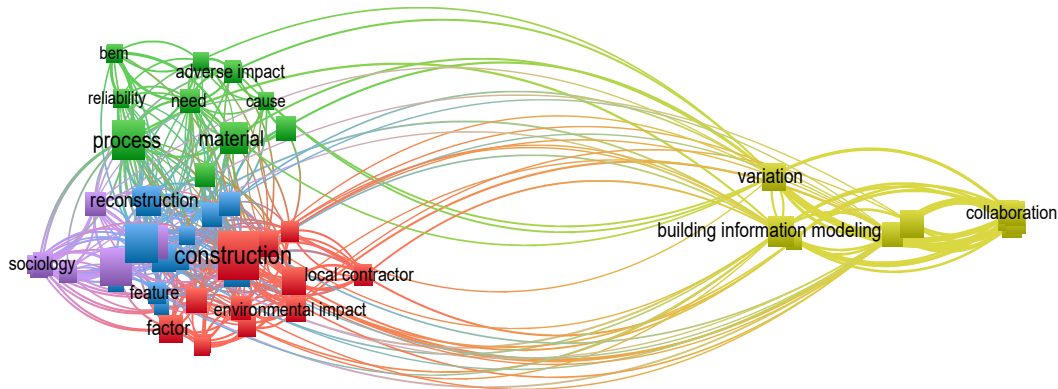 bem
adverse impact
reliability
need
cause
process
material
variation
reconstruction
collaboration
building information modeling
construction
sociology
local contractor
feature
environmental impact
factor